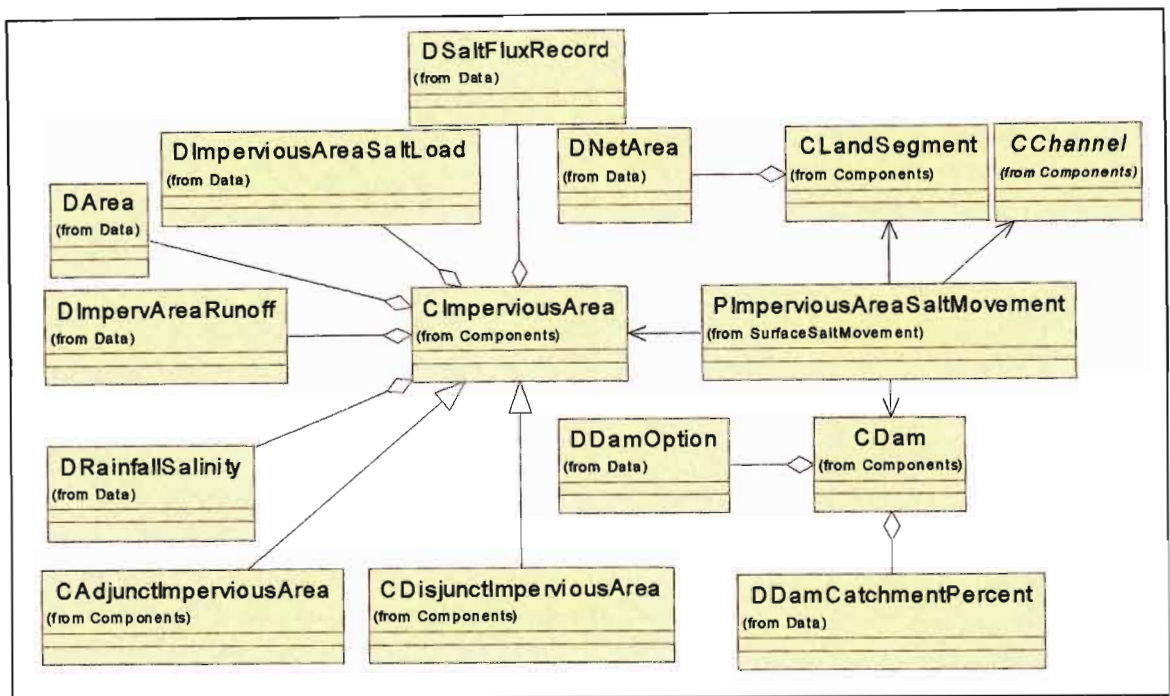 DSaltFluxRecord
(from Data)
DImperviousAreaSaltLoad
(from Data)
DNetArea
(from Data)
CLandSegment
(from Components)
CChannel
(from Components)
DArea
(from Data)
DImpervAreaRunoff
(from Data)
CImperviousArea
(from Components)
PImperviousAreaSaltMovement
(from SurfaceSaltMovement)
DRainfallSalinity
(from Data)
DDamOption
(from Data)
CDam
(from Components)
CAdjunctImperviousArea
(from Components)
CDisjunctImperviousArea
(from Components)
DDamCatchmentPercent
(from Data)